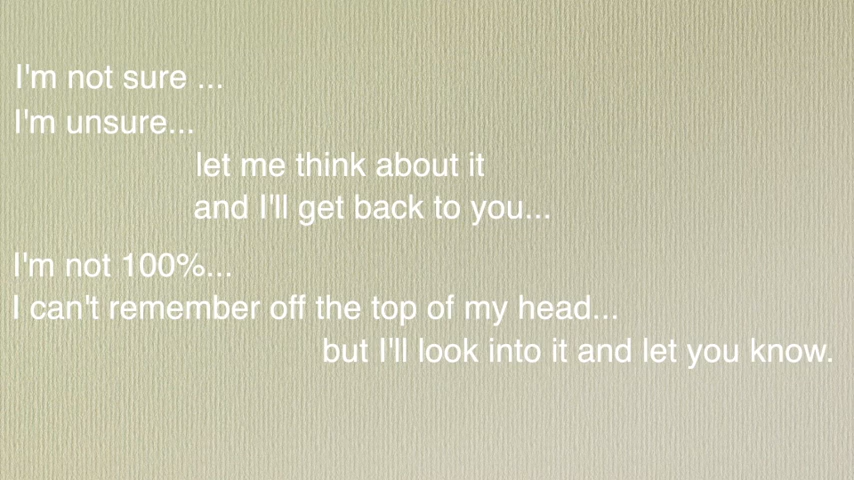 I'm not sure ...
I'm unsure...
let me think about it
and I'll get back to you...
I'm not 100%...
I can't remember off the top of my head...
but I'll look into it and let you know.